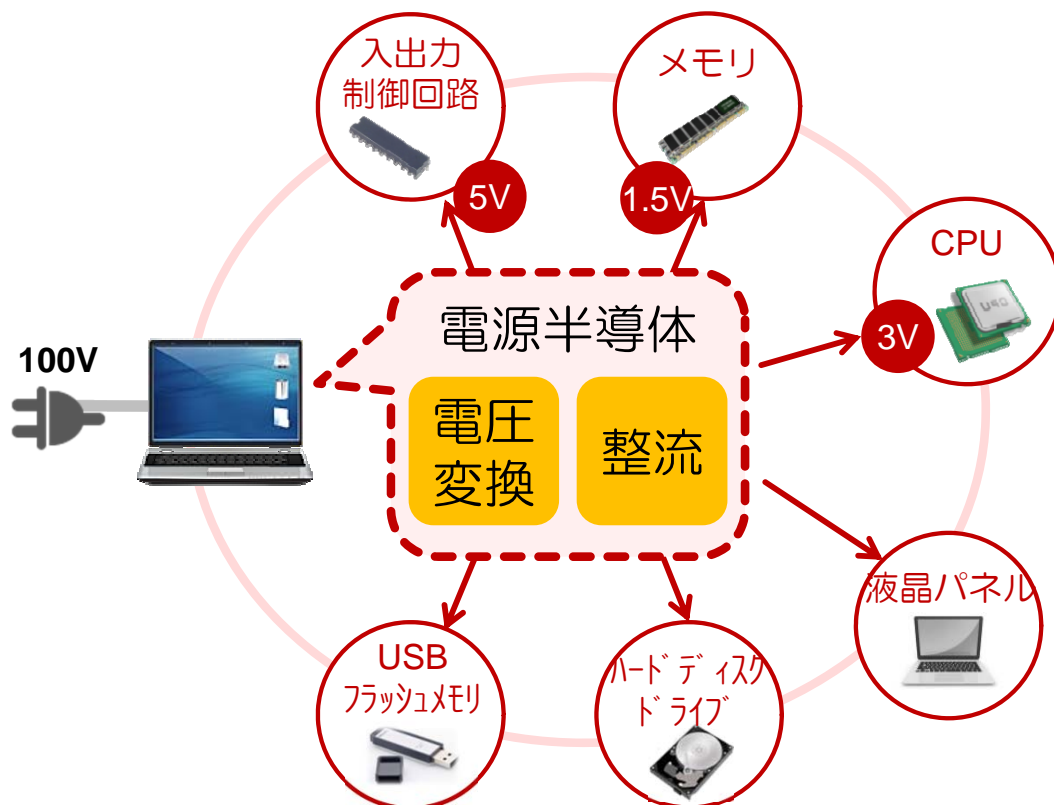 入出力
制御回路
5V
メモリ
1.5V
CPU
3V
100V
電源半導体
電圧
変換
整流
液晶パネル
USB
フラッシュメモリ
ハードディスク
ドライブ